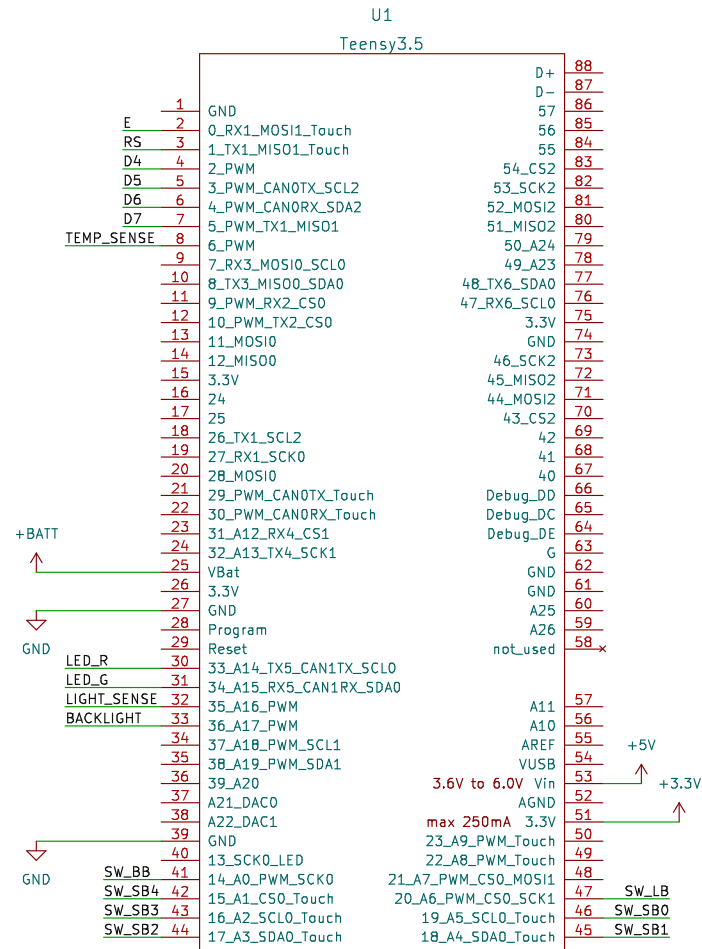 U1
Teensy3.5
D+ 88
D- 87
1 GND 57 86
E 2 0_RX1_MOSI1_Touch 56 85
RS 3 1_TX1_MISO1_Touch 55 84
D4 4 2_PWM 54_CS2 83
D5 5 3_PWM_CAN0TX_SCL2 53_SCK2 82
D6 6 4_PWM_CAN0RX_SDA2 52_MOSI2 81
D7 7 5_PWM_TX1_MISO1 51_MISO2 80
TEMP_SENSE 8 6_PWM 50_A24 79
9 7_RX3_MOSI0_SCL0 49_A23 78
10 8_TX3_MISO0_SDA0 48_TX6_SDA0 77
11 9_PWM_RX2_CS0 47_RX6_SCL0 76
12 10_PWM_TX2_CS0 3.3V 75
13 11_MOSI0 GND 74
14 12_MISO0 46_SCK2 73
15 3.3V 45_MISO2 72
16 24 44_MOSI2 71
17 25 43_CS2 70
18 26_TX1_SCL2 42 69
19 27_RX1_SCK0 41 68
20 28_MOSI0 40 67
21 29_PWM_CAN0TX_Touch Debug_DD 66
22 30_PWM_CAN0RX_Touch Debug_DC 65
23 31_A12_RX4_CS1 Debug_DE 64
+BATT 24 32_A13_TX4_SCK1 G 63
25 VBat GND 62
26 3.3V GND 61
27 GND A25 60
28 Program A26 59
GND 29 Reset not_used 58
LED_R 30 33_A14_TX5_CAN1TX_SCL0
LED_G 31 34_A15_RX5_CAN1RX_SDA0
LIGHT_SENSE 32 35_A16_PWM A11 57
BACKLIGHT 33 36_A17_PWM A10 56
34 37_A18_PWM_SCL1 AREF 55 +5V
35 38_A19_PWM_SDA1 VUSB 54
36 39_A20 3.6V to 6.0V Vin 53 +3.3V
37 A21_DAC0 AGND 52
38 A22_DAC1 max 250mA 3.3V 51
39 GND 23_A9_PWM_Touch 50
40 13_SCK0_LED 22_A8_PWM_Touch 49
GND SW_BB 41 14_A0_PWM_SCK0 21_A7_PWM_CS0_MOSI1 48
SW_SB4 42 15_A1_CS0_Touch 20_A6_PWM_CS0_SCK1 47 SW_LB
SW_SB3 43 16_A2_SCL0_Touch 19_A5_SCL0_Touch 46 SW_SB0
SW_SB2 44 17_A3_SDA0_Touch 18_A4_SDA0_Touch 45 SW_SB1